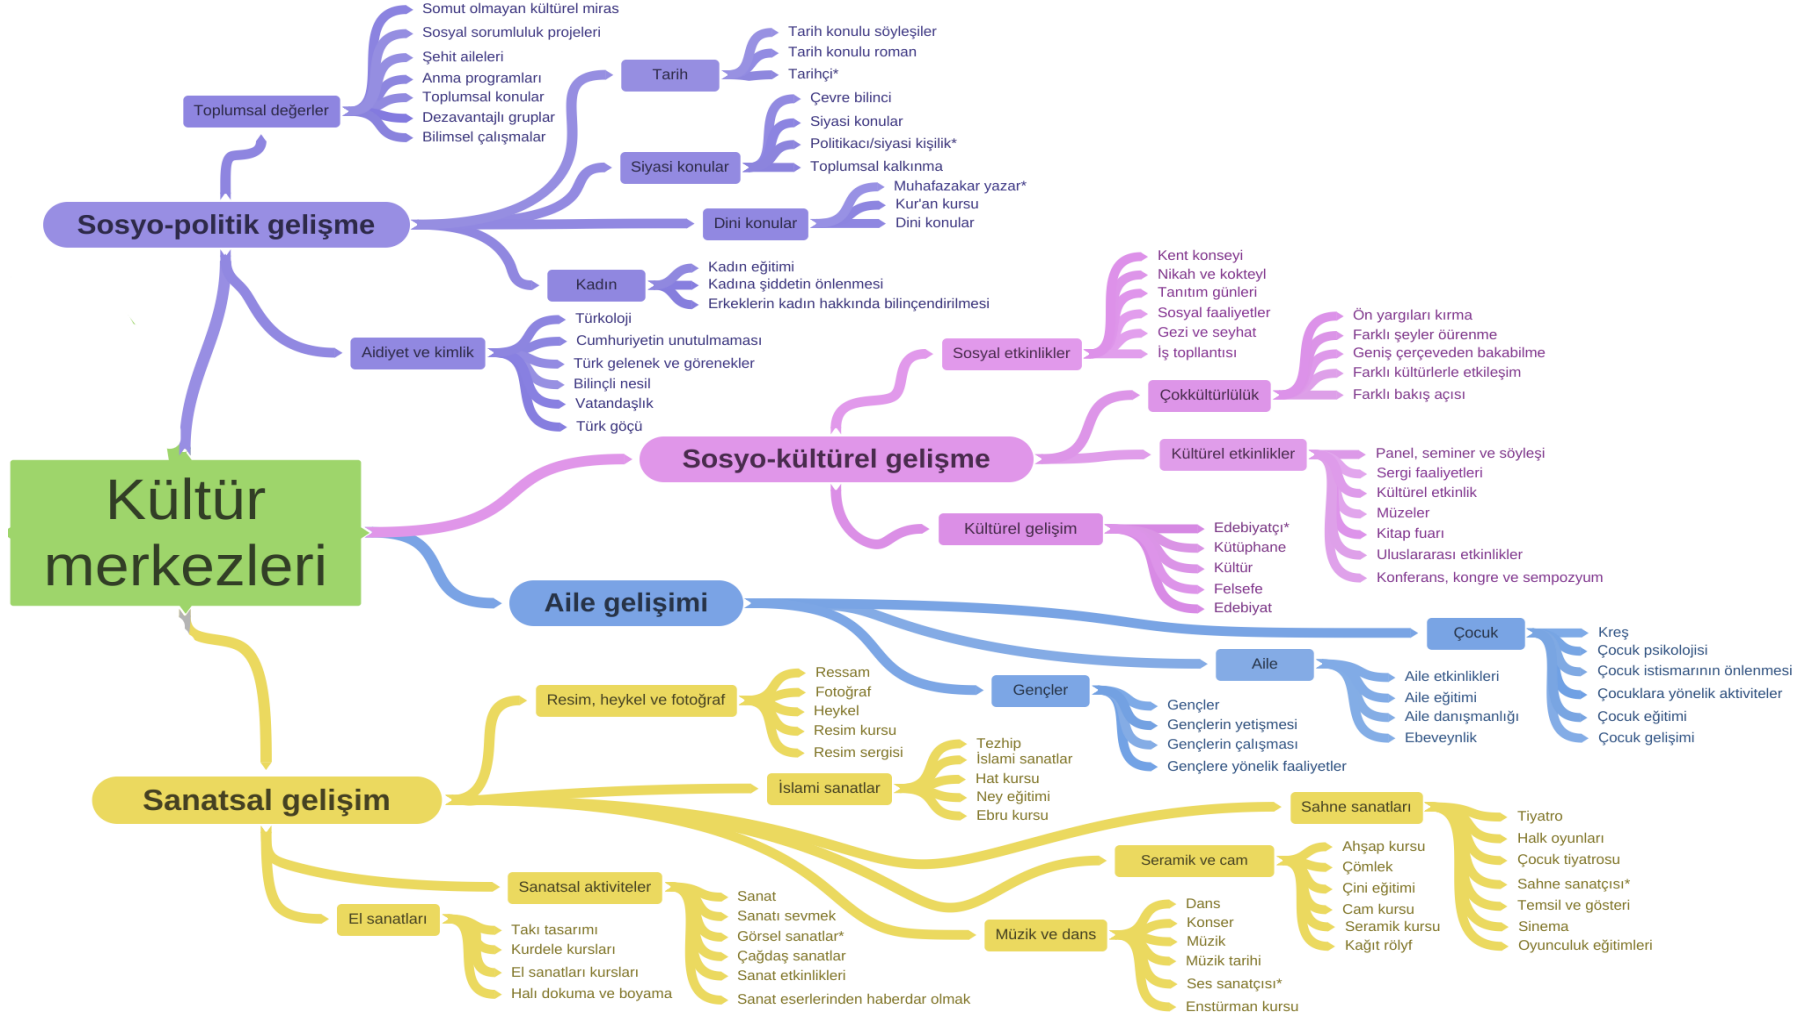 Kültür
merkezleri
Sosyo-politik gelişme
Toplumsal değerler
Somut olmayan kültürel miras
Sosyal sorumluluk projeleri
Şehit aileleri
Anma programları
Toplumsal konular
Dezavantajlı gruplar
Bilimsel çalışmalar
Tarih
Tarih konulu söyleşiler
Tarih konulu roman
Tarihçi*
Siyasi konular
Çevre bilinci
Siyasi konular
Politikacı/siyasi kişilik*
Toplumsal kalkınma
Dini konular
Muhafazakar yazar*
Kur'an kursu
Dini konular
Kadın
Kadın eğitimi
Kadına şiddetin önlenmesi
Erkeklerin kadın hakkında bilinçendirilmesi
Aidiyet ve kimlik
Türkoloji
Cumhuriyetin unutulmaması
Türk gelenek ve görenekler
Bilinçli nesil
Vatandaşlık
Türk göçü
Sosyo-kültürel gelişme
Sosyal etkinlikler
Kent konseyi
Nikah ve kokteyl
Tanıtım günleri
Sosyal faaliyetler
Gezi ve seyhat
İş topllantısı
Çokkültürlülük
Ön yargıları kırma
Farklı şeyler öürenme
Geniş çerçeveden bakabilme
Farklı kültürlerle etkileşim
Farklı bakış açısı
Kültürel etkinlikler
Panel, seminer ve söyleşi
Sergi faaliyetleri
Kültürel etkinlik
Müzeler
Kitap fuarı
Uluslararası etkinlikler
Konferans, kongre ve sempozyum
Kültürel gelişim
Edebiyatçı*
Kütüphane
Kültür
Felsefe
Edebiyat
Aile gelişimi
Çocuk
Kreş
Çocuk psikolojisi
Çocuk istismarının önlenmesi
Çocuklara yönelik aktiviteler
Çocuk eğitimi
Çocuk gelişimi
Aile
Aile etkinlikleri
Aile eğitimi
Aile danışmanlığı
Ebeveynlik
Gençler
Gençler
Gençlerin yetişmesi
Gençlerin çalışması
Gençlere yönelik faaliyetler
Sanatsal gelişim
Resim, heykel ve fotoğraf
Ressam
Fotoğraf
Heykel
Resim kursu
Resim sergisi
İslami sanatlar
Tezhip
İslami sanatlar
Hat kursu
Ney eğitimi
Ebru kursu
Sahne sanatları
Tiyatro
Halk oyunları
Çocuk tiyatrosu
Sahne sanatçısı*
Temsil ve gösteri
Sinema
Oyunculuk eğitimleri
Seramik ve cam
Ahşap kursu
Çömlek
Çini eğitimi
Cam kursu
Seramik kursu
Kağıt rölyf
Müzik ve dans
Dans
Konser
Müzik
Müzik tarihi
Ses sanatçısı*
Enstürman kursu
Sanatsal aktiviteler
Sanat
Sanatı sevmek
Görsel sanatlar*
Çağdaş sanatlar
Sanat etkinlikleri
Sanat eserlerinden haberdar olmak
El sanatları
Takı tasarımı
Kurdele kursları
El sanatları kursları
Halı dokuma ve boyama